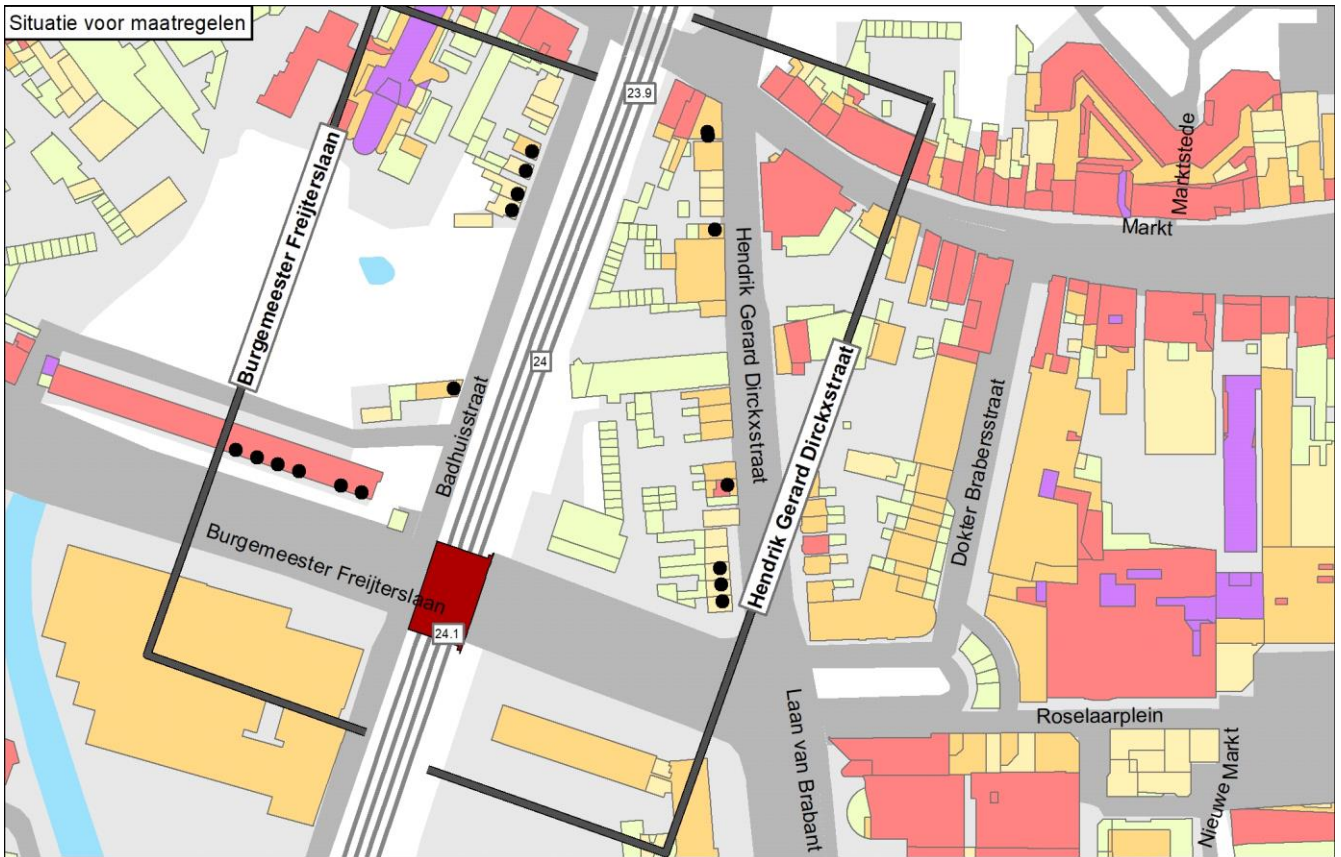 Situatie voor maatregelen
23.9
Burgemeester Freijterslaan
Marktstede
Markt
Hendrik Gerard Dirckxstraat
24
Badhuisstraat
Hendrik Gerard Dirckxstraat
Dokter Brabersstraat
Burgemeester Freijterslaan
24.1
Laan van Brabant
Roselaarplein
Nieuwe Markt